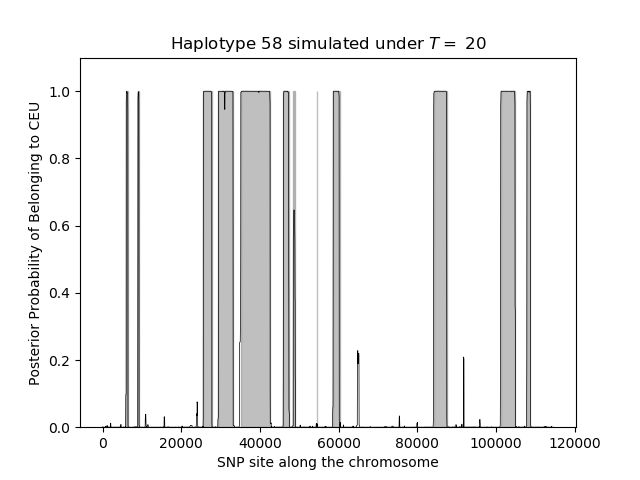 Haplotype 58 simulated under T = 20
Posterior Probability of Belonging to CEU
1.0
0.8
0.6
0.4
0.2
0.0
0 20000 40000 60000 80000 100000 120000
SNP site along the chromosome